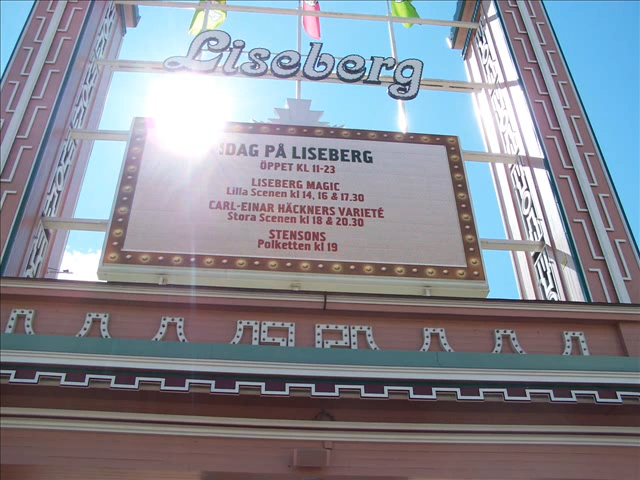 Liseberg
IDAG PÅ LISEBERG
ÖPPET KL 11-23
LISEBERG MAGIC
Lilla Scenen kl 14, 16 & 17.30
CARL-EINAR HÄCKNERS VARIETÉ
Stora Scenen kl 18 & 20.30
STENSONS
Polketten kl 19